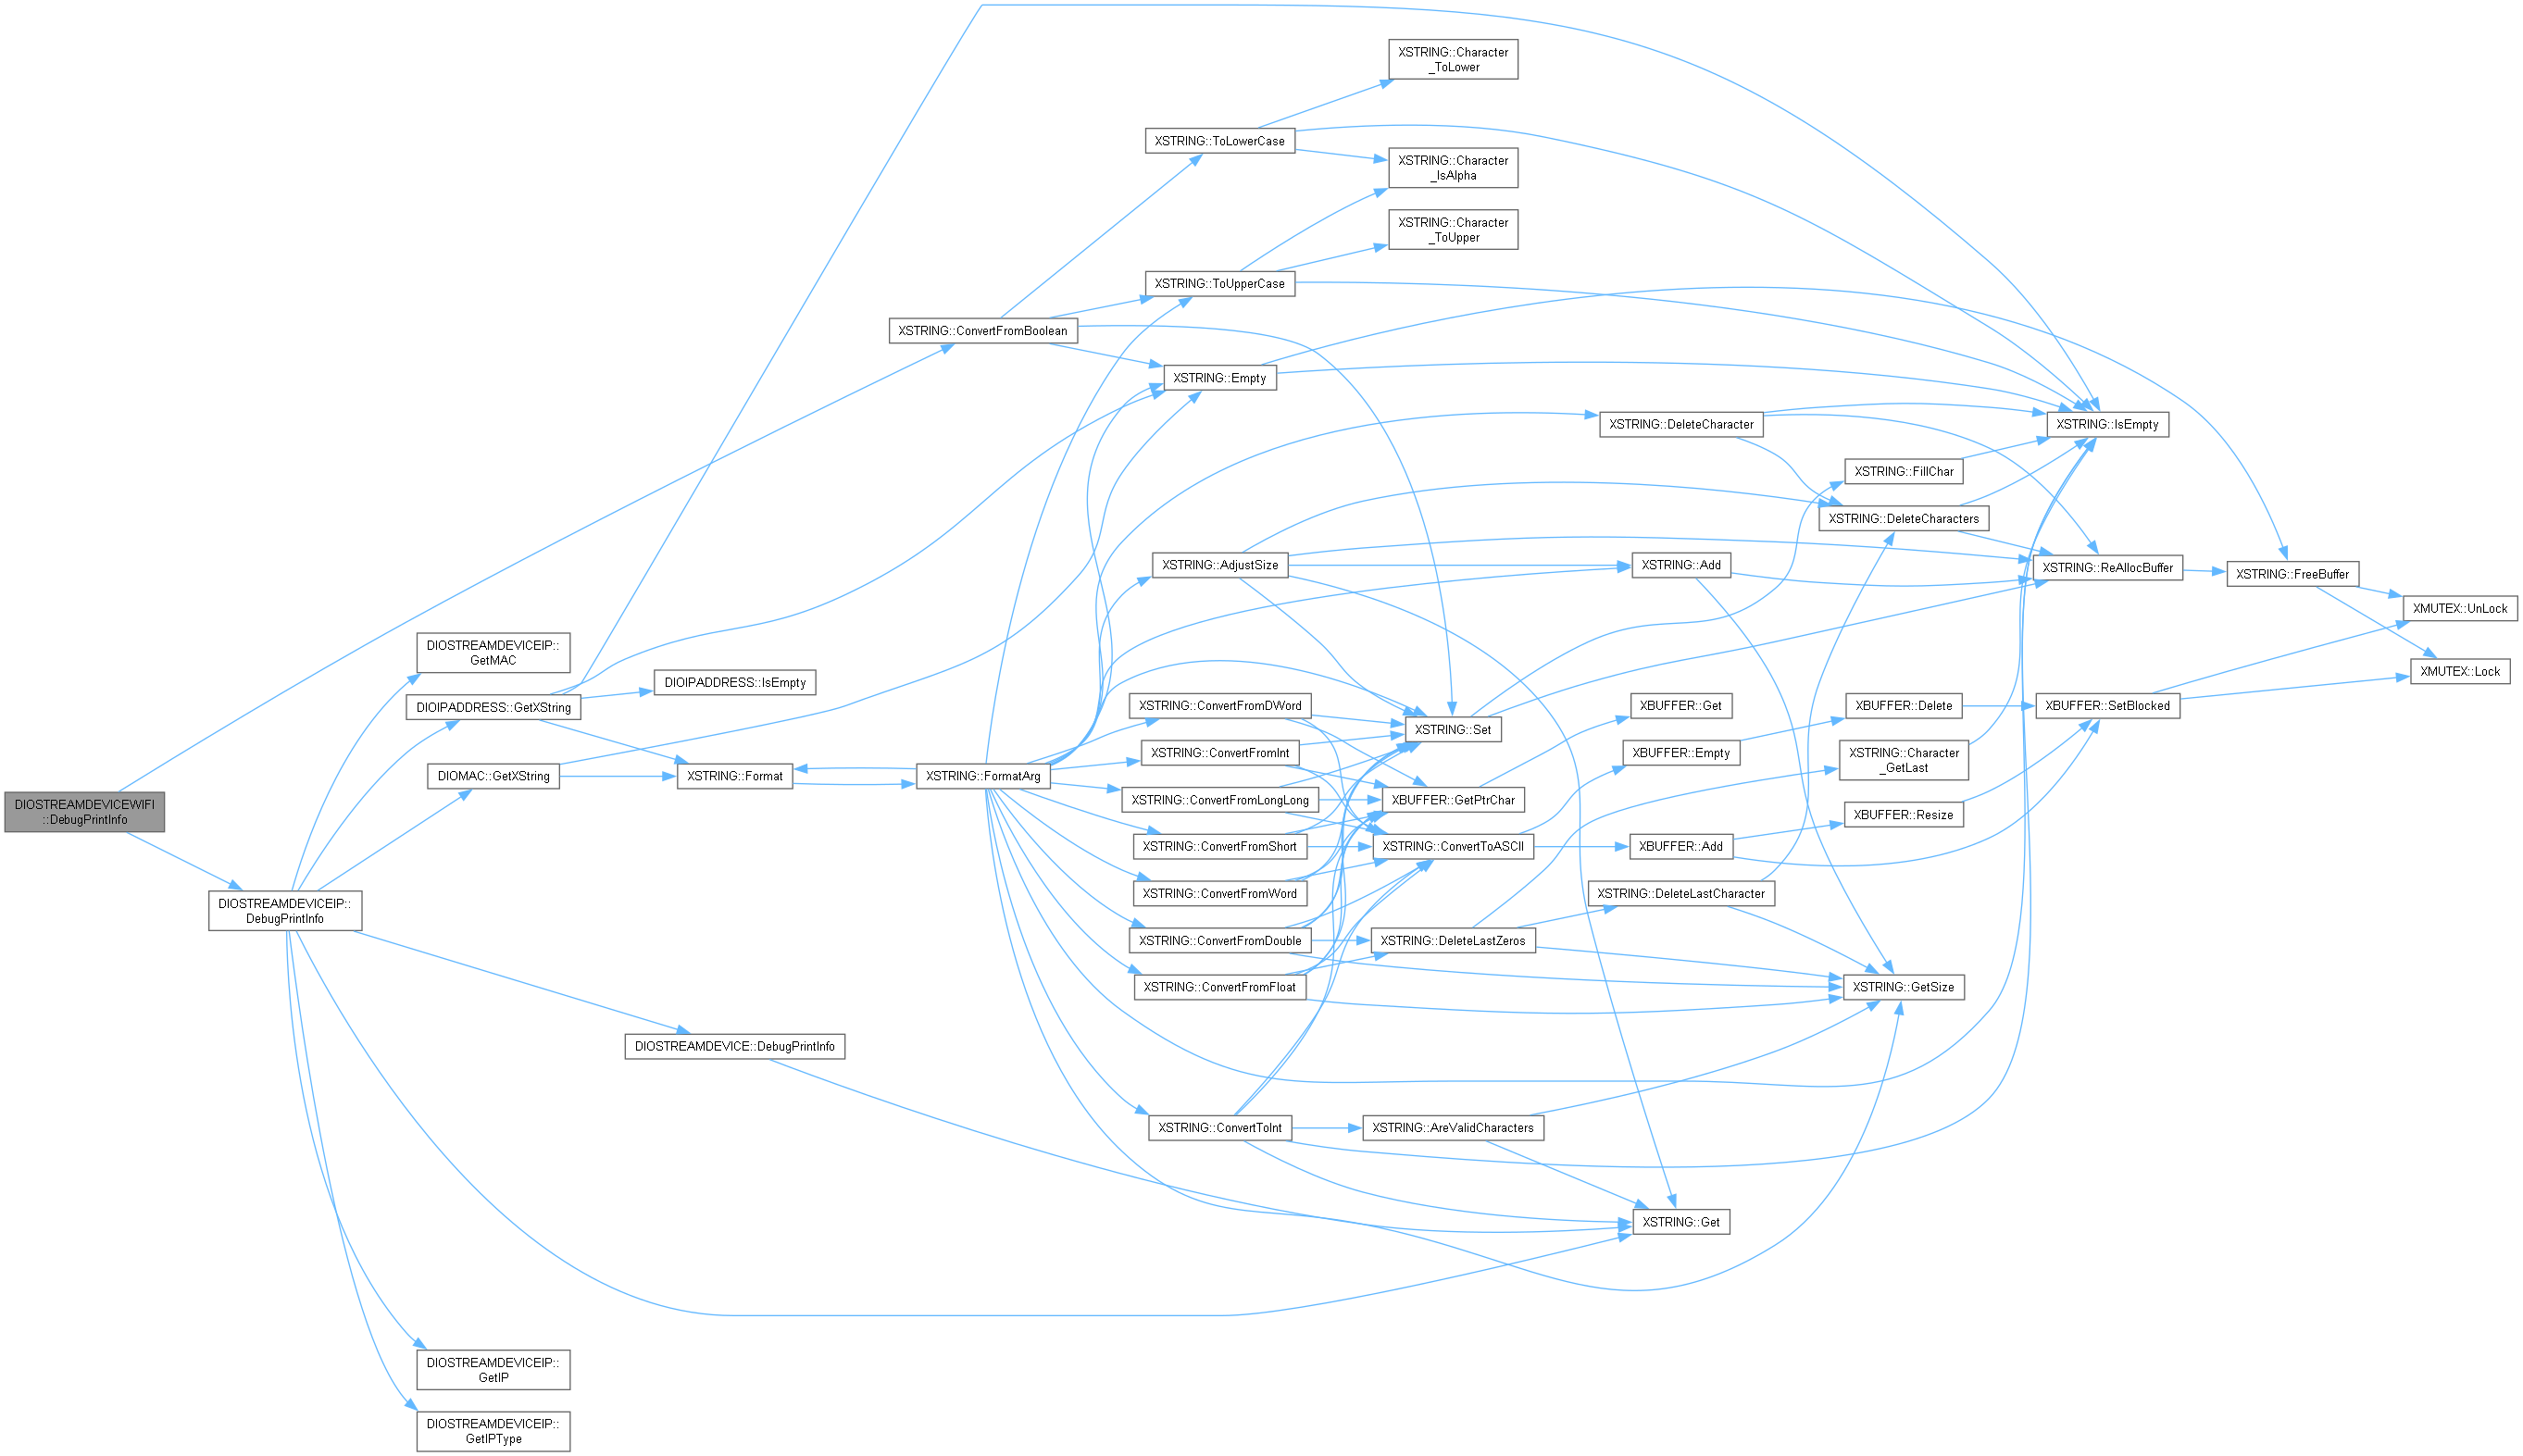 DIOSTREAMDEVICEWIFI
::DebugPrintInfo
DIOSTREAMDEVICEIP::
DebugPrintInfo
DIOSTREAMDEVICEIP::
GetMAC
DIOIPADDRESS::GetXString
DIOMAC::GetXString
DIOSTREAMDEVICEIP::
GetIP
DIOSTREAMDEVICEIP::
GetIPType
DIOIPADDRESS::IsEmpty
XSTRING::Format
DIOSTREAMDEVICE::DebugPrintInfo
XSTRING::ConvertFromBoolean
XSTRING::FormatArg
XSTRING::ToLowerCase
XSTRING::ToUpperCase
XSTRING::Empty
XSTRING::AdjustSize
XSTRING::ConvertFromDWord
XSTRING::ConvertFromInt
XSTRING::ConvertFromLongLong
XSTRING::ConvertFromShort
XSTRING::ConvertFromWord
XSTRING::ConvertFromDouble
XSTRING::ConvertFromFloat
XSTRING::ConvertToInt
XSTRING::Character
_ToLower
XSTRING::Character
_IsAlpha
XSTRING::Character
_ToUpper
XSTRING::Set
XBUFFER::GetPtrChar
XSTRING::ConvertToASCII
XSTRING::DeleteLastZeros
XSTRING::AreValidCharacters
XSTRING::DeleteCharacter
XSTRING::Add
XBUFFER::Get
XBUFFER::Empty
XBUFFER::Add
XSTRING::DeleteLastCharacter
XSTRING::Get
XSTRING::FillChar
XSTRING::DeleteCharacters
XBUFFER::Delete
XSTRING::Character
_GetLast
XBUFFER::Resize
XSTRING::GetSize
XSTRING::IsEmpty
XSTRING::ReAllocBuffer
XBUFFER::SetBlocked
XSTRING::FreeBuffer
XMUTEX::UnLock
XMUTEX::Lock